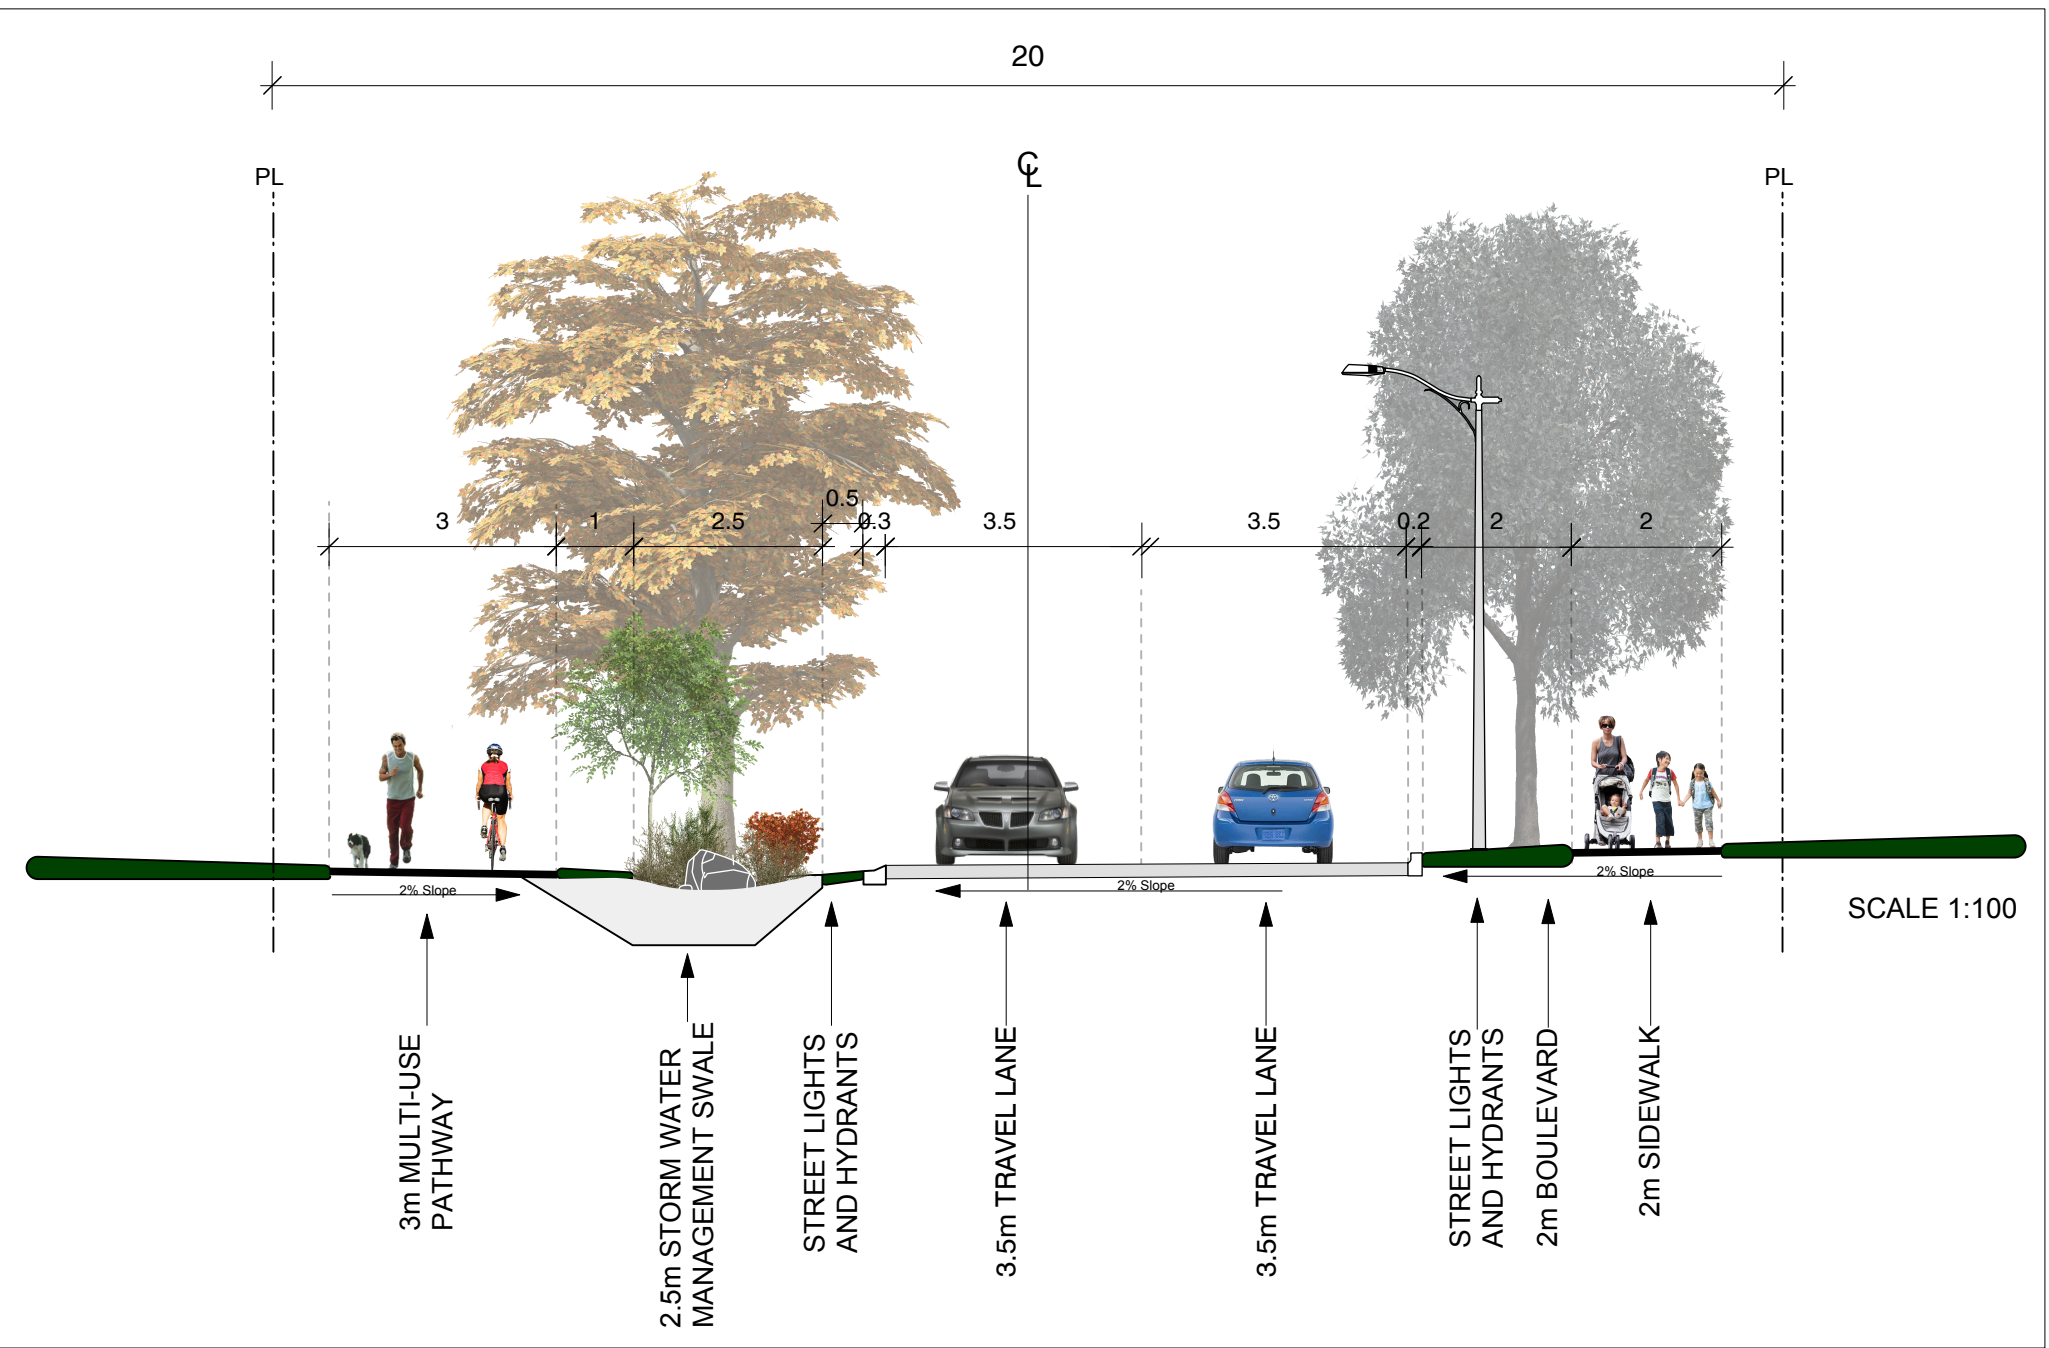 20
PL
℄
PL
0.5
3
1
2.5
0.3
3.5
3.5
0.2
2
2
2% Slope
2% Slope
2% Slope
SCALE 1:100
3m MULTI-USE
PATHWAY
2.5m STORM WATER
MANAGEMENT SWALE
STREET LIGHTS
AND HYDRANTS
3.5m TRAVEL LANE
3.5m TRAVEL LANE
STREET LIGHTS
AND HYDRANTS
2m BOULEVARD
2m SIDEWALK